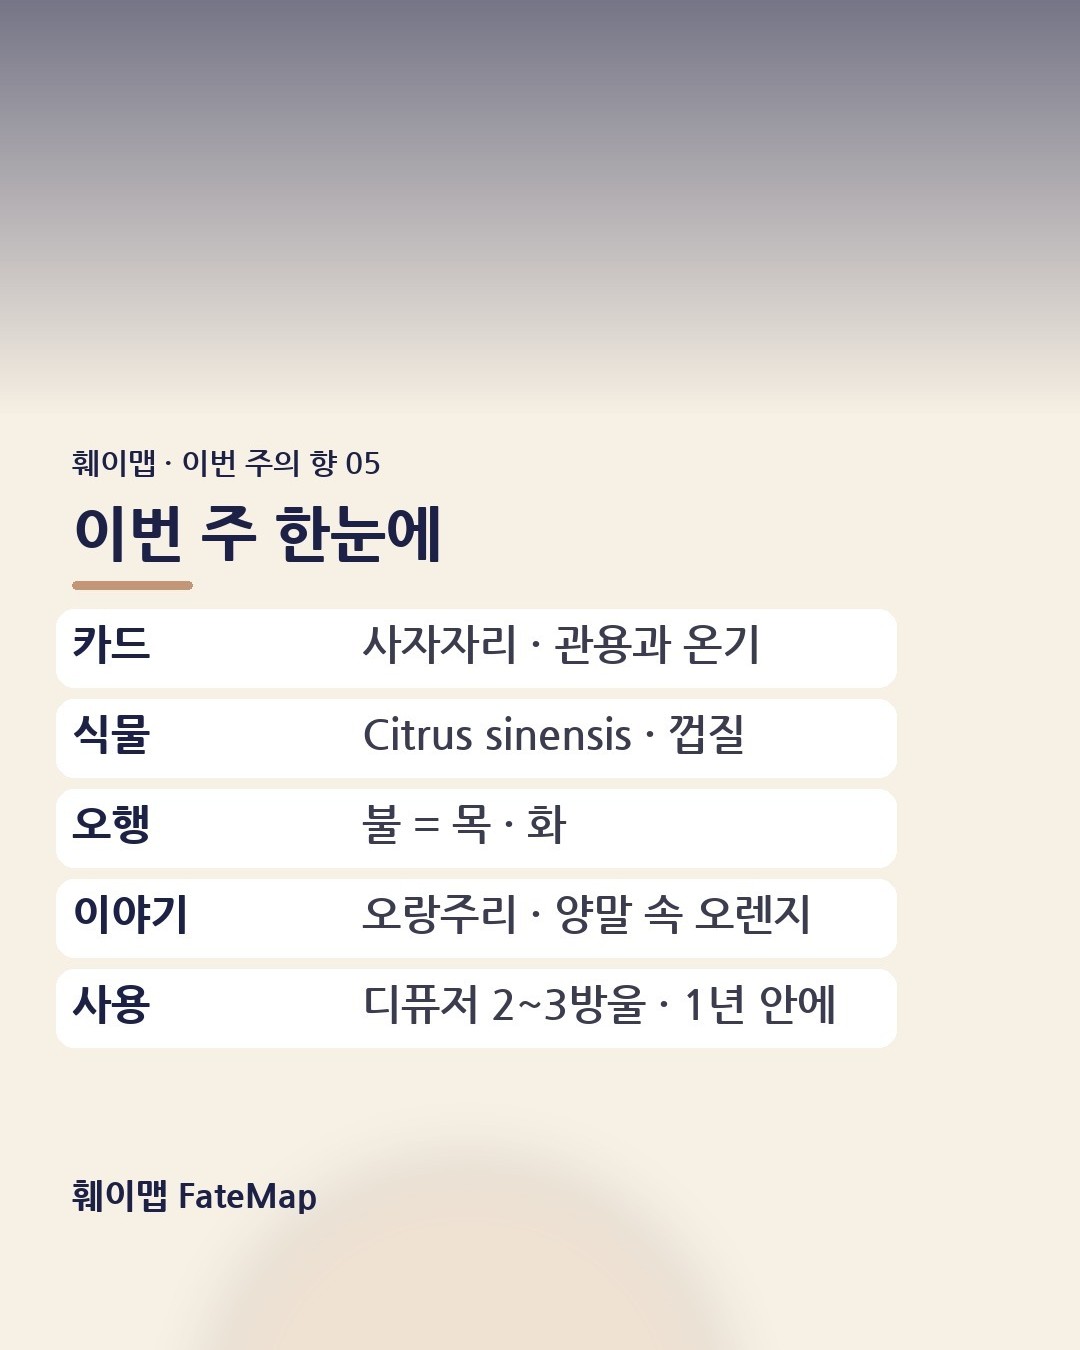 훼이맵 · 이번 주의 향 05
이번 주 한눈에
카드 사자자리 · 관용과 온기
식물 Citrus sinensis · 껍질
오행 불 = 목 · 화
이야기 오랑주리 · 양말 속 오렌지
사용 디퓨저 2~3방울 · 1년 안에
훼이맵 FateMap